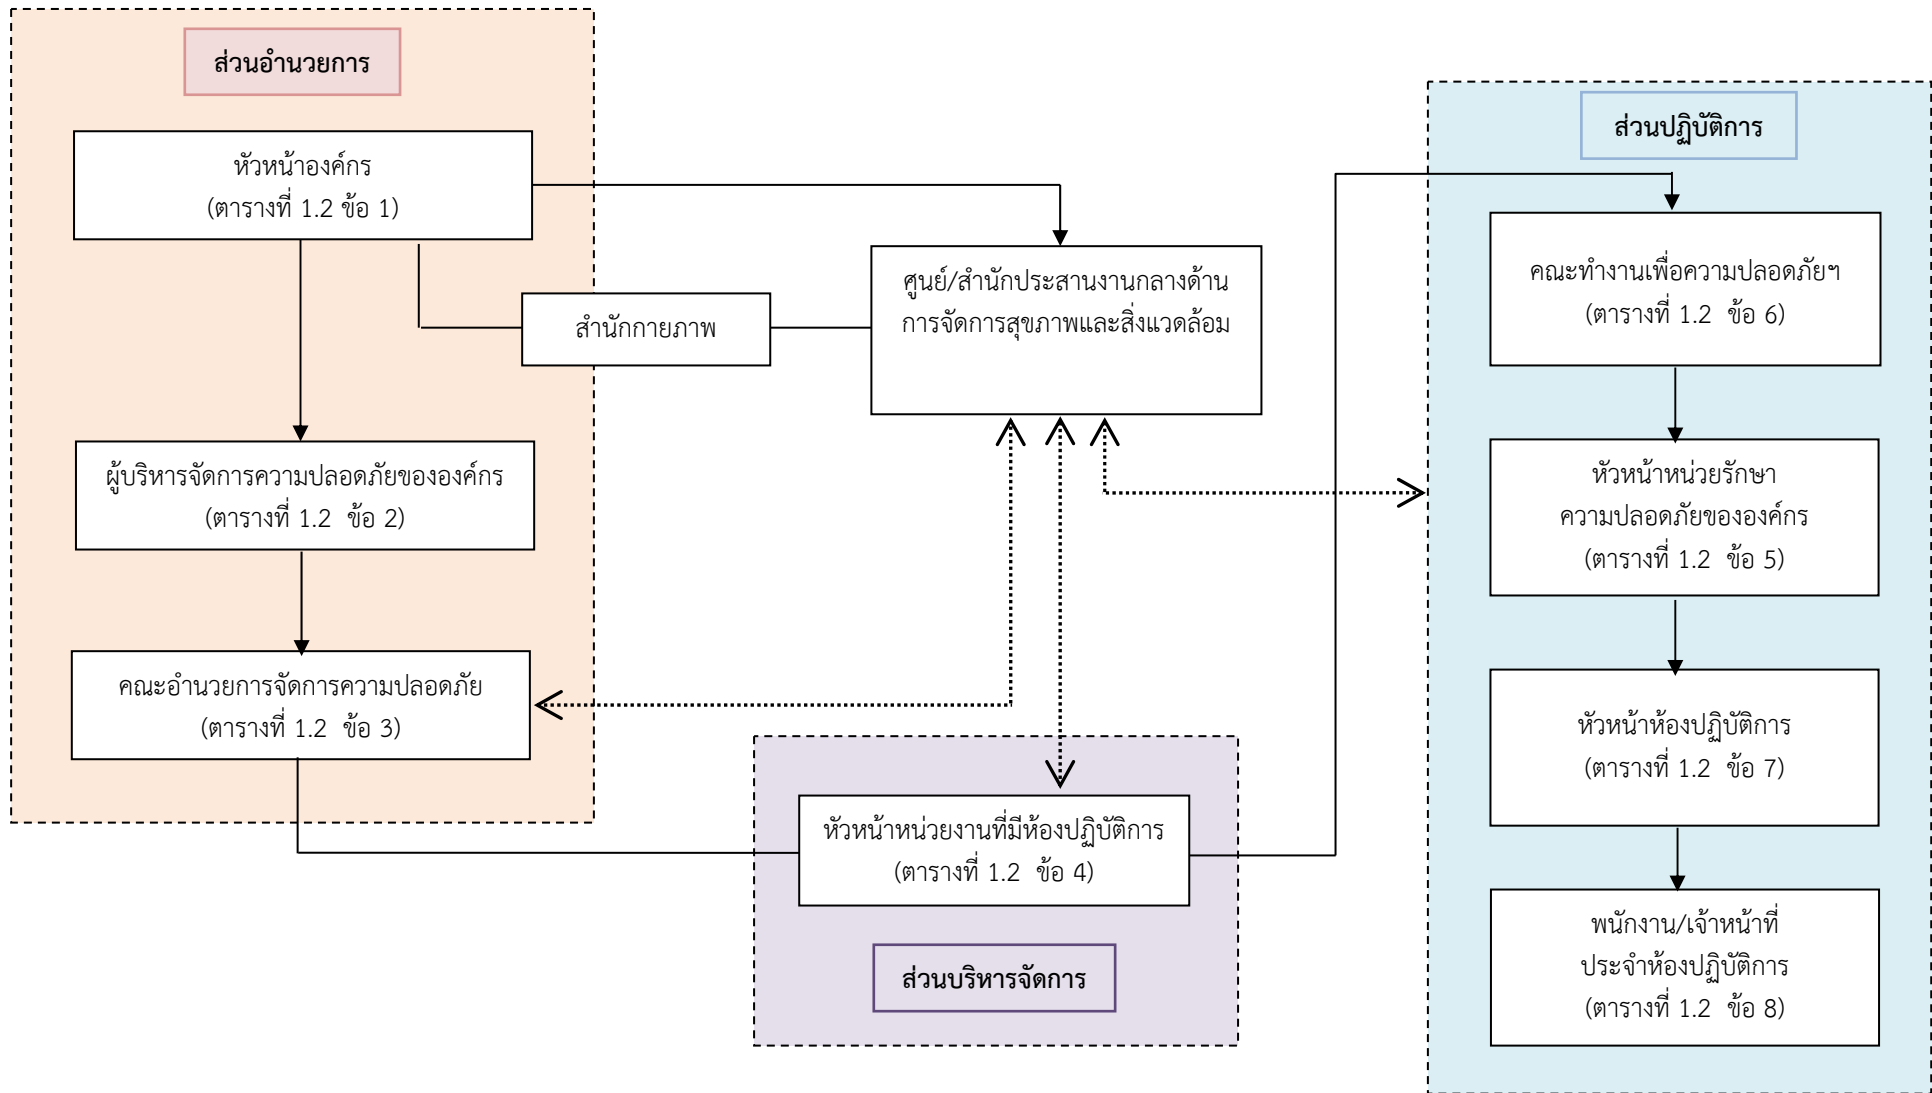 ส่วนอำนวยการ
หัวหน้าองค์กร
(ตารางที่ 1.2 ข้อ 1)
สำนักกายภาพ
ผู้บริหารจัดการความปลอดภัยขององค์กร
(ตารางที่ 1.2 ข้อ 2)
คณะอำนวยการจัดการความปลอดภัย
(ตารางที่ 1.2 ข้อ 3)
ศูนย์/สำนักประสานงานกลางด้าน
การจัดการสุขภาพและสิ่งแวดล้อม
หัวหน้าหน่วยงานที่มีห้องปฏิบัติการ
(ตารางที่ 1.2 ข้อ 4)
ส่วนบริหารจัดการ
ส่วนปฏิบัติการ
คณะทำงานเพื่อความปลอดภัยฯ
(ตารางที่ 1.2 ข้อ 6)
หัวหน้าหน่วยรักษา
ความปลอดภัยขององค์กร
(ตารางที่ 1.2 ข้อ 5)
หัวหน้าห้องปฏิบัติการ
(ตารางที่ 1.2 ข้อ 7)
พนักงาน/เจ้าหน้าที่
ประจำห้องปฏิบัติการ
(ตารางที่ 1.2 ข้อ 8)